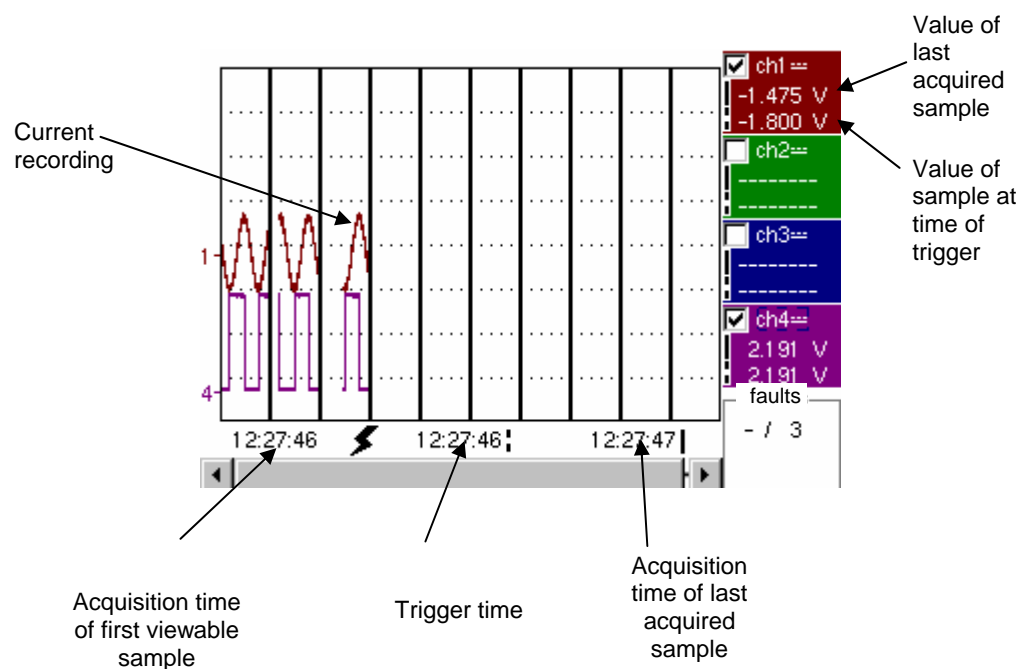 Value of
last
acquired
sample
ch1
-1.475 V
-1.800 V
Current
recording
ch2
--------
--------
Value of
sample at
time of
trigger
1
ch3
--------
--------
ch4
2.191 V
2.191 V
4
faults
- / 3
12:27:46
12:27:46
12:27:47
Acquisition time
of first viewable
sample
Trigger time
Acquisition
time of last
acquired
sample